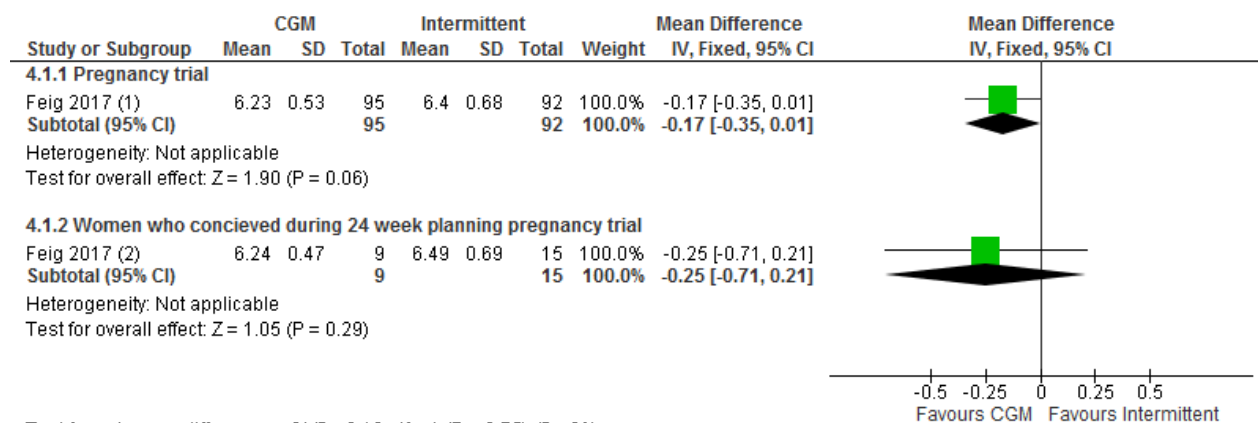 CGM Intermittent Mean Difference Mean Difference
Study or Subgroup Mean SD Total Mean SD Total Weight IV, Fixed, 95% CI IV, Fixed, 95% CI
4.1.1 Pregnancy trial
Feig 2017 (1) 6.23 0.53 95 6.4 0.68 92 100.0% -0.17 [-0.35, 0.01]
Subtotal (95% CI) 95 92 100.0% -0.17 [-0.35, 0.01]
Heterogeneity: Not applicable
Test for overall effect: Z = 1.90 (P = 0.06)
4.1.2 Women who concieved during 24 week planning pregnancy trial
Feig 2017 (2) 6.24 0.47 9 6.49 0.69 15 100.0% -0.25 [-0.71, 0.21]
Subtotal (95% CI) 9 15 100.0% -0.25 [-0.71, 0.21]
Heterogeneity: Not applicable
Test for overall effect: Z = 1.05 (P = 0.29)
-0.5 -0.25 0 0.25 0.5
Favours CGM Favours Intermittent